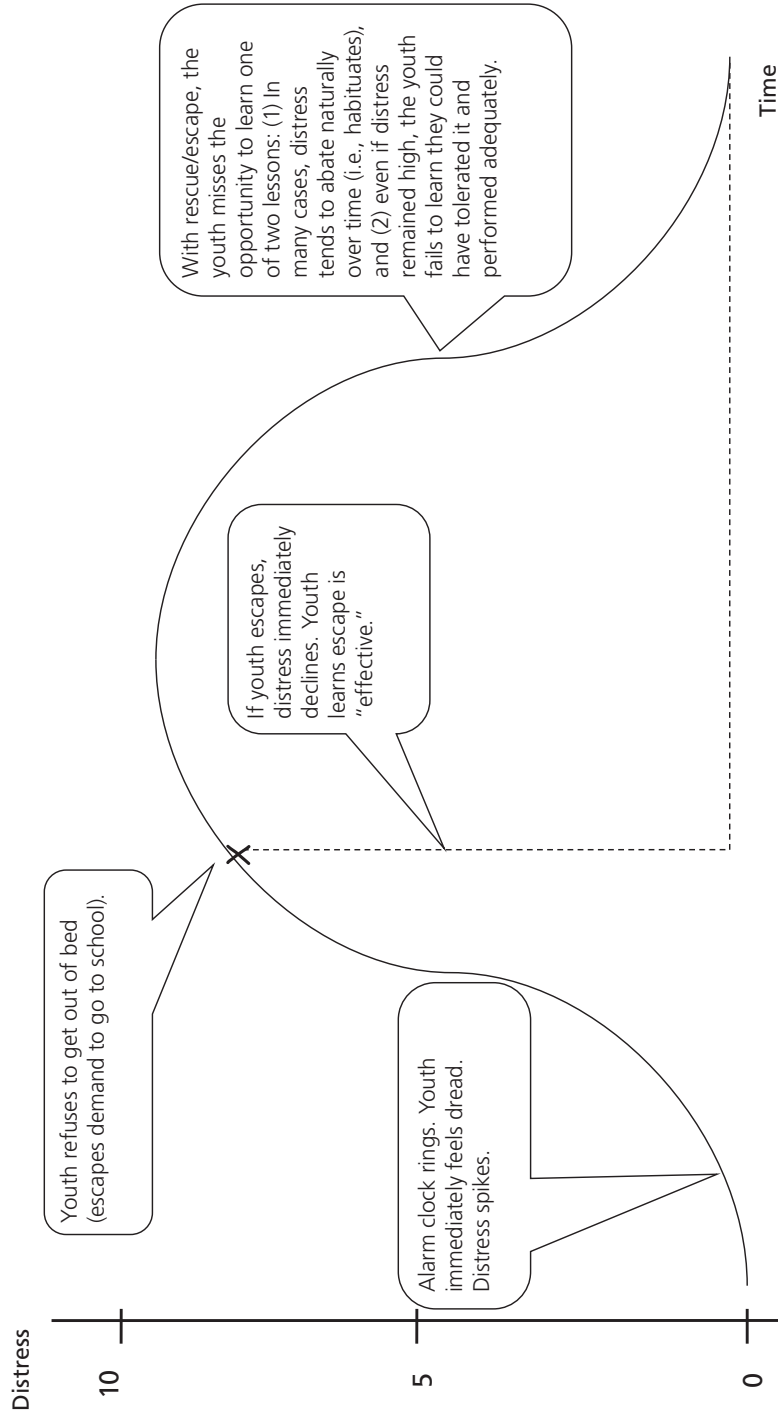 Distress
10
5
0
Youth refuses to get out of bed
(escapes demand to go to school).
Alarm clock rings. Youth
immediately feels dread.
Distress spikes.
If youth escapes,
distress immediately
declines. Youth
learns escape is
“effective.”
With rescue/escape, the
youth misses the
opportunity to learn one
of two lessons: (1) In
many cases, distress
tends to abate naturally
over time (i.e., habituates),
and (2) even if distress
remained high, the youth
fails to learn they could
have tolerated it and
performed adequately.
Time